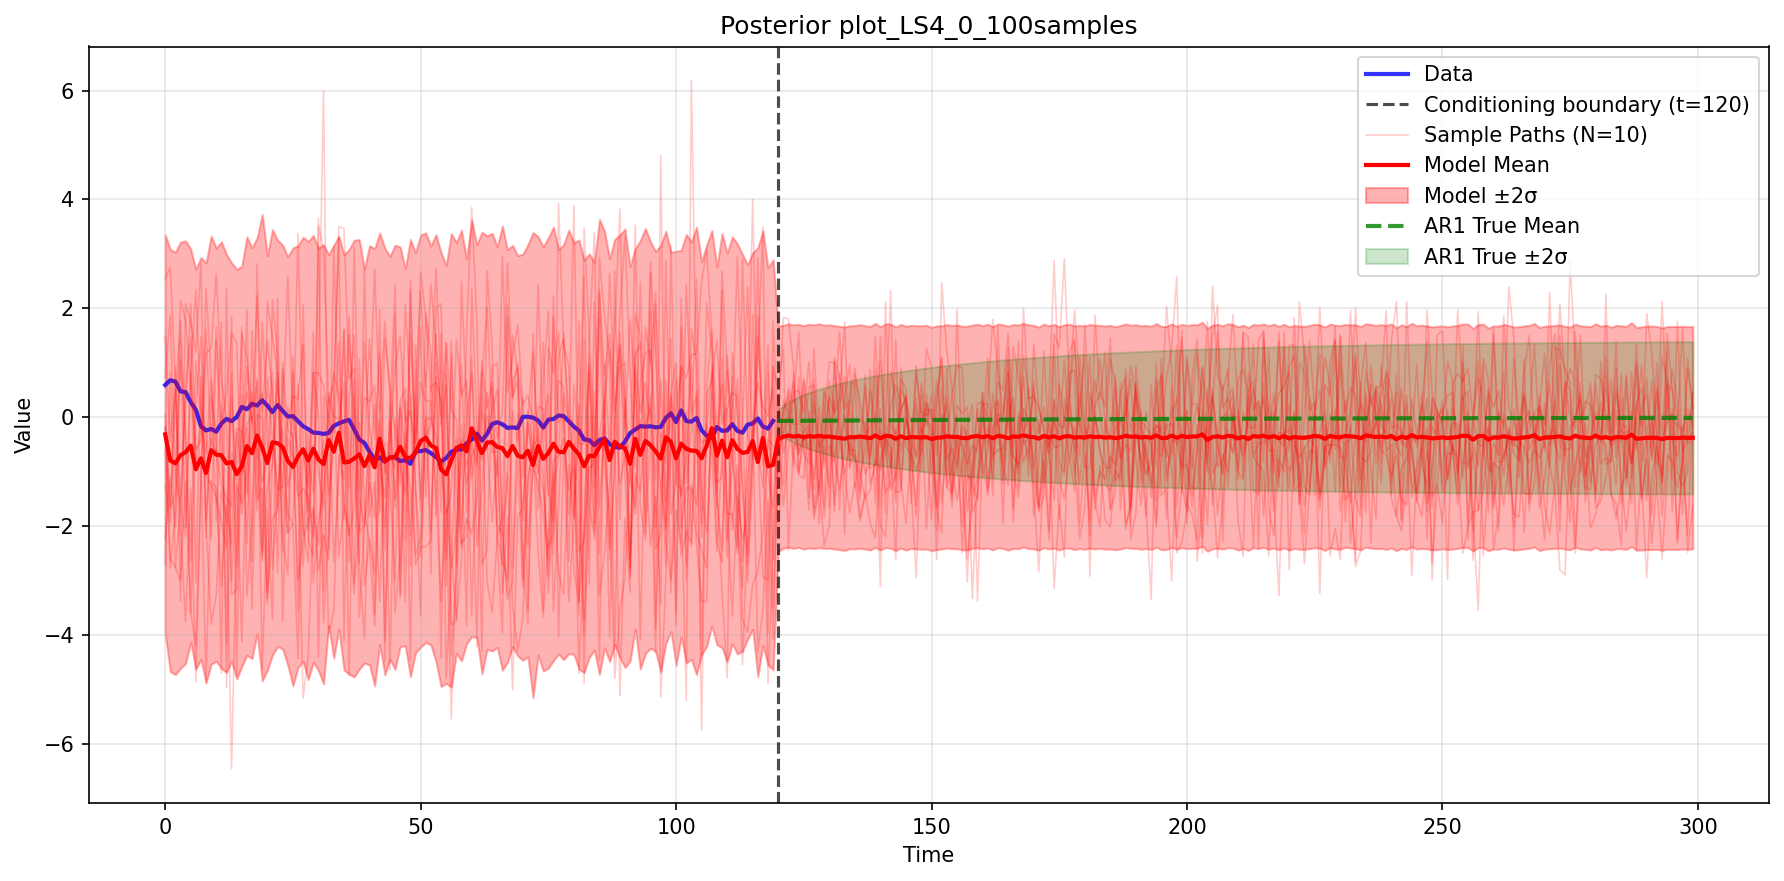 Posterior plot_LS4_0_100samples
Data
Conditioning boundary (t=120)
Sample Paths (N=10)
Model Mean
Model ±2σ
AR1 True Mean
AR1 True ±2σ
Value
6
4
2
0
−2
−4
−6
0 50 100 150 200 250 300
Time